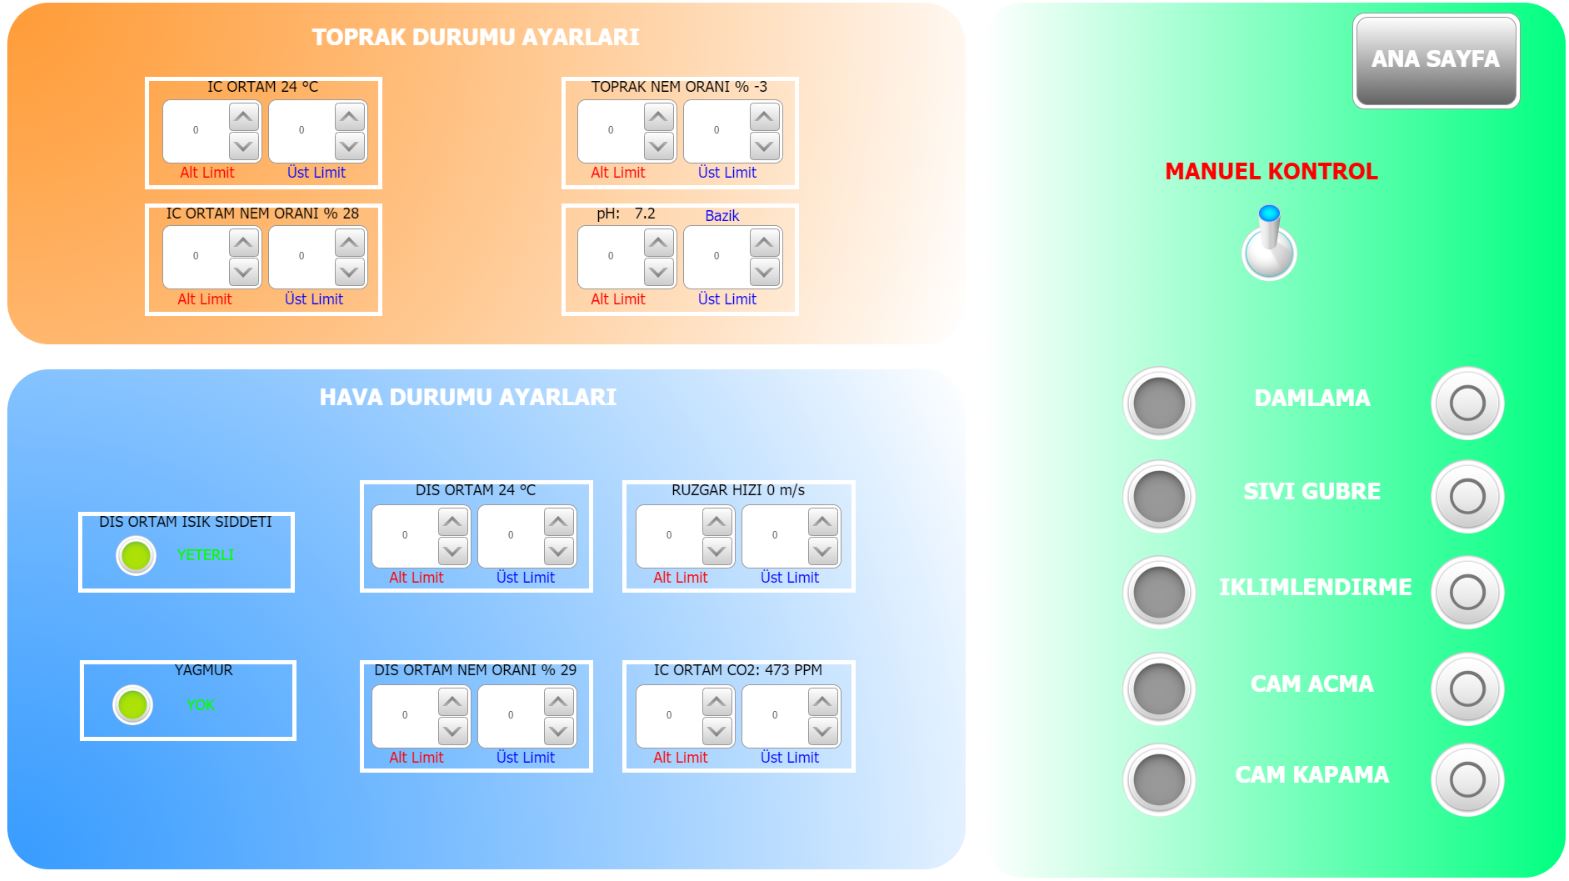 TOPRAK DURUMU AYARLARI
IC ORTAM 24 °C
0 0
Alt Limit Üst Limit
TOPRAK NEM ORANI % -3
0 0
Alt Limit Üst Limit
IC ORTAM NEM ORANI % 28
0 0
Alt Limit Üst Limit
pH: 7.2 Bazik
0 0
Alt Limit Üst Limit
HAVA DURUMU AYARLARI
DIS ORTAM ISIK SIDDETI
YETERLI
DIS ORTAM 24 °C
0 0
Alt Limit Üst Limit
RUZGAR HIZI 0 m/s
0 0
Alt Limit Üst Limit
YAGMUR
YOK
DIS ORTAM NEM ORANI % 29
0 0
Alt Limit Üst Limit
IC ORTAM CO2: 473 PPM
0 0
Alt Limit Üst Limit
ANA SAYFA
MANUEL KONTROL
DAMLAMA
SIVI GUBRE
IKLIMLENDIRME
CAM ACMA
CAM KAPAMA